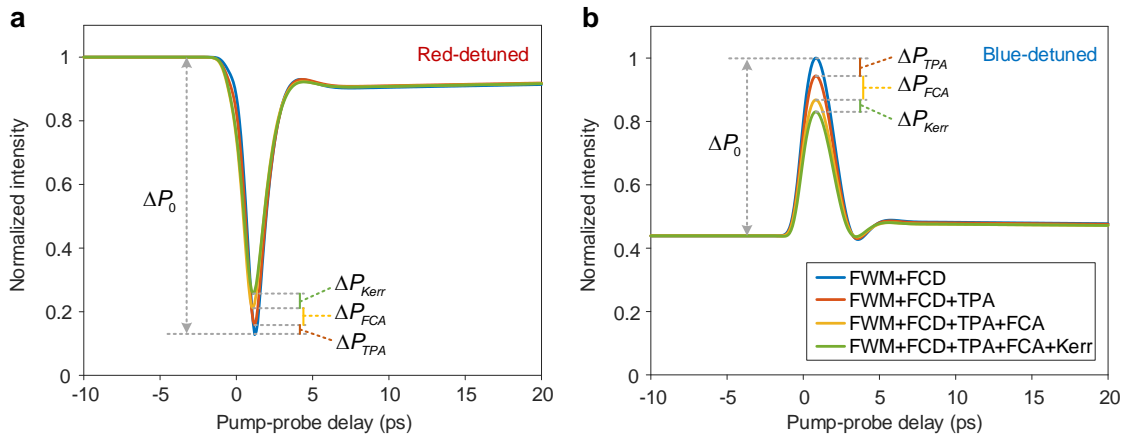 a
Red-detuned
1
0.8
0.6
0.4
0.2
0
-10
-5
0
5
10
15
20
Normalized intensity
Pump-probe delay (ps)
ΔP0
ΔPKerr
ΔPFCA
ΔPTPA
b
Blue-detuned
1
0.8
0.6
0.4
0.2
0
-10
-5
0
5
10
15
20
Normalized intensity
Pump-probe delay (ps)
ΔP0
ΔPTPA
ΔPFCA
ΔPKerr
FWM+FCD
FWM+FCD+TPA
FWM+FCD+TPA+FCA
FWM+FCD+TPA+FCA+Kerr